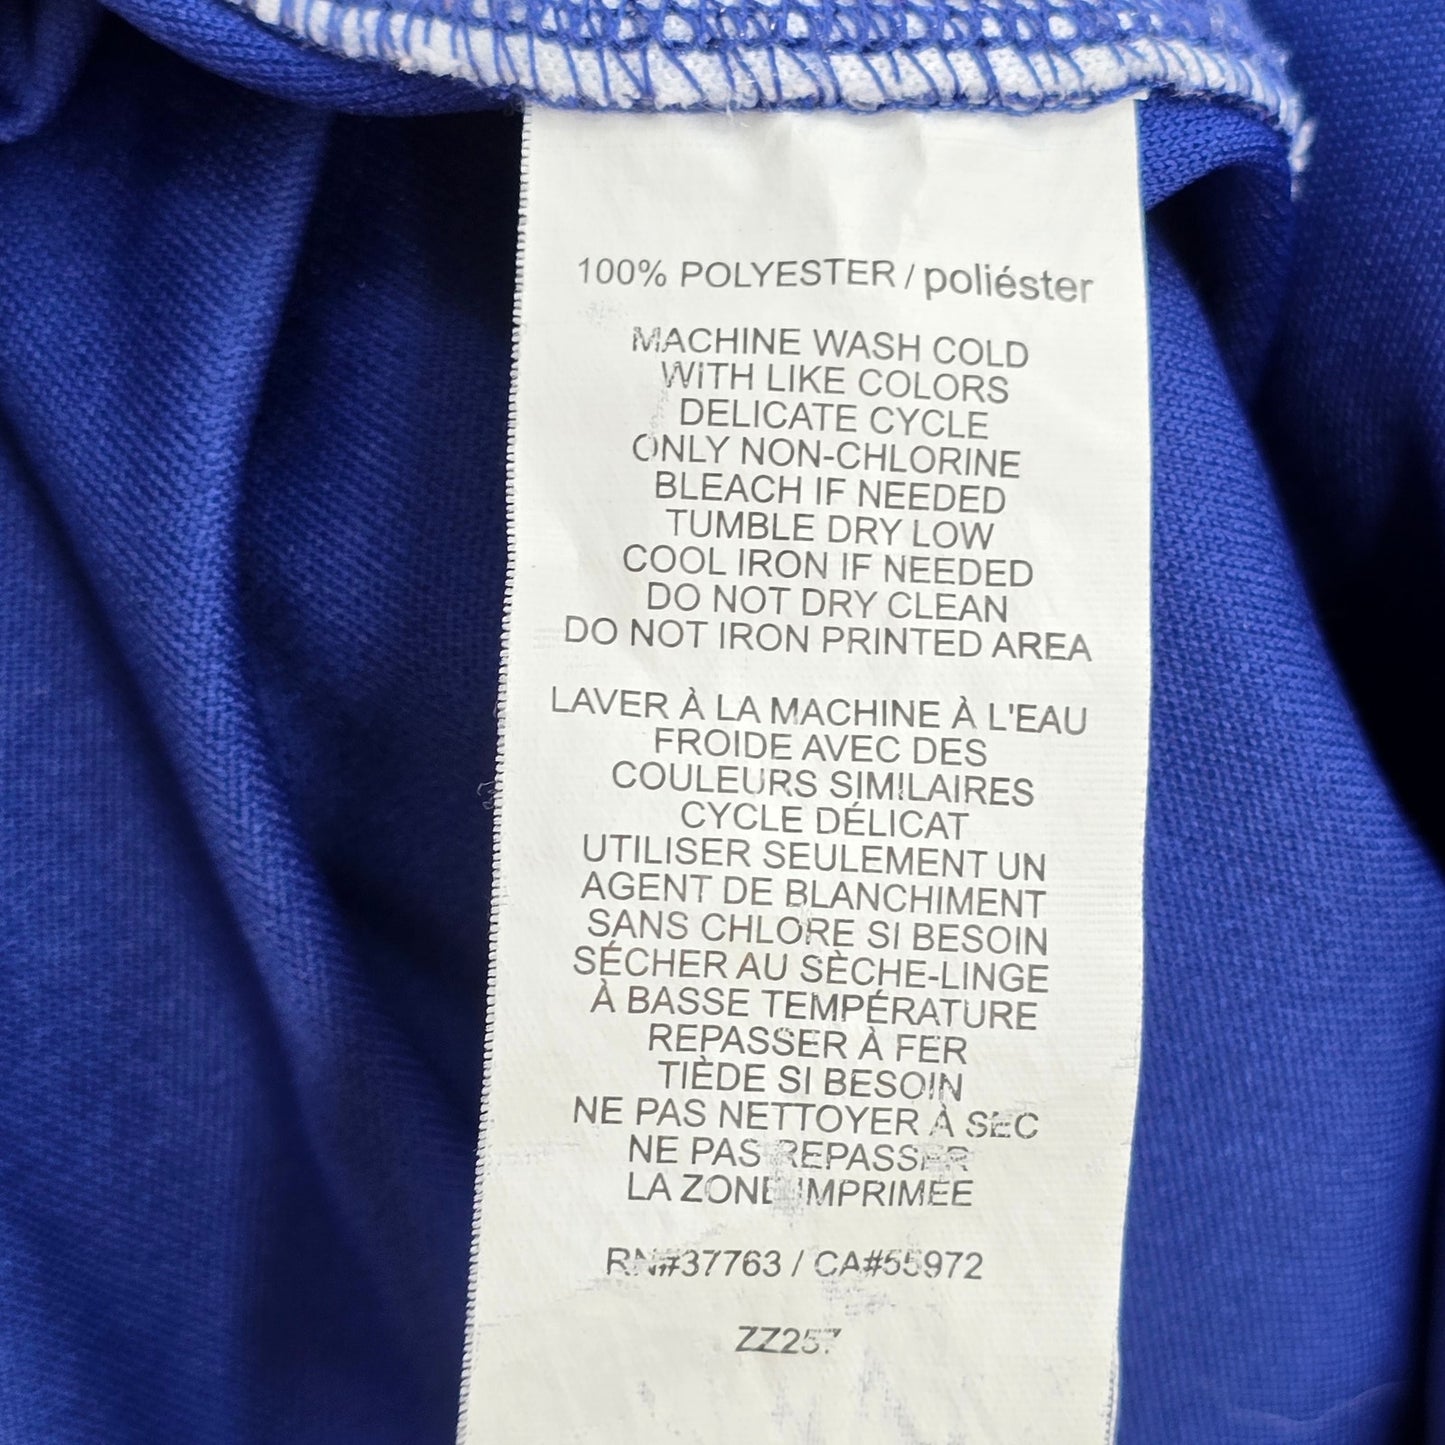 100% POLYESTER / poliéster
MACHINE WASH COLD
WITH LIKE COLORS
DELICATE CYCLE
ONLY NON-CHLORINE
BLEACH IF NEEDED
TUMBLE DRY LOW
COOL IRON IF NEEDED
DO NOT DRY CLEAN
DO NOT IRON PRINTED AREA
LAVER À LA MACHINE À L'EAU
FROIDE AVEC DES
COULEURS SIMILAIRES
CYCLE DÉLICAT
UTILISER SEULEMENT UN
AGENT DE BLANCHIMENT
SANS CHLORE SI BESOIN
SÉCHER AU SÈCHE-LINGE
À BASSE TEMPÉRATURE
REPASSER À FER
TIÈDE SI BESOIN
NE PAS NETTOYER À SEC
NE PAS REPASSER
LA ZONE IMPRIMÉE
RN#37763 / CA#55972
ZZ257